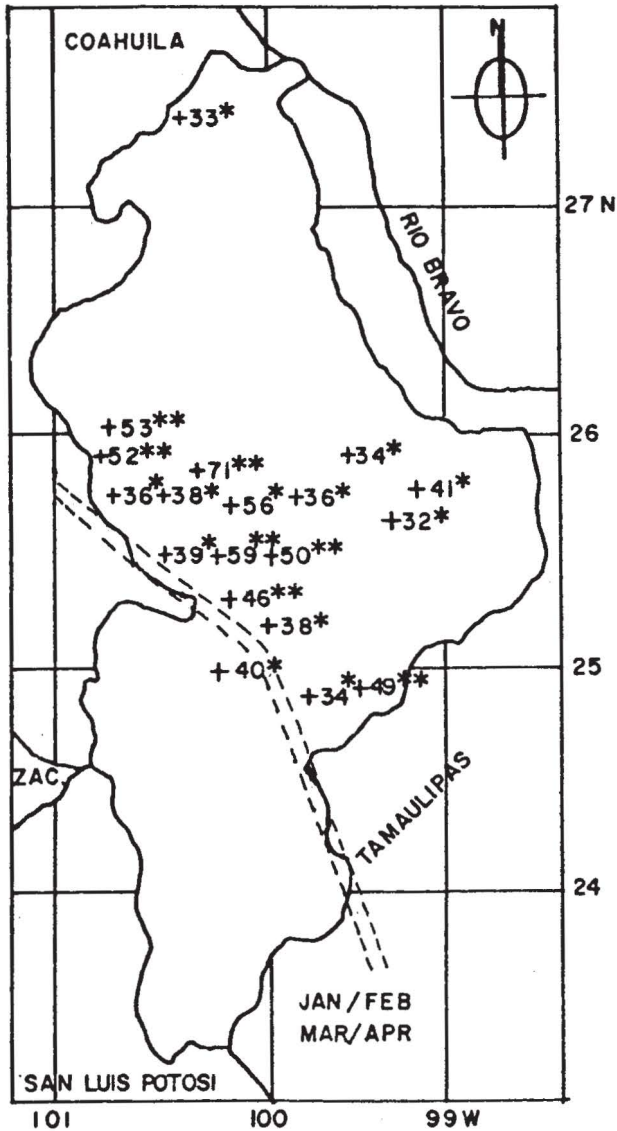 COAHUILA
N
+33*
27 N
RIO BRAVO
26
+53**
+52**
+71**
+34*
+36*
+38*
+56*
+36*
+41*
+32*
+39*
+59**
+50**
+46**
+38*
25
+40*
+34*
+49**
ZAC.
TAMAULIPAS
24
JAN/FEB
MAR/APR
SAN LUIS POTOSI
101
100
99 W